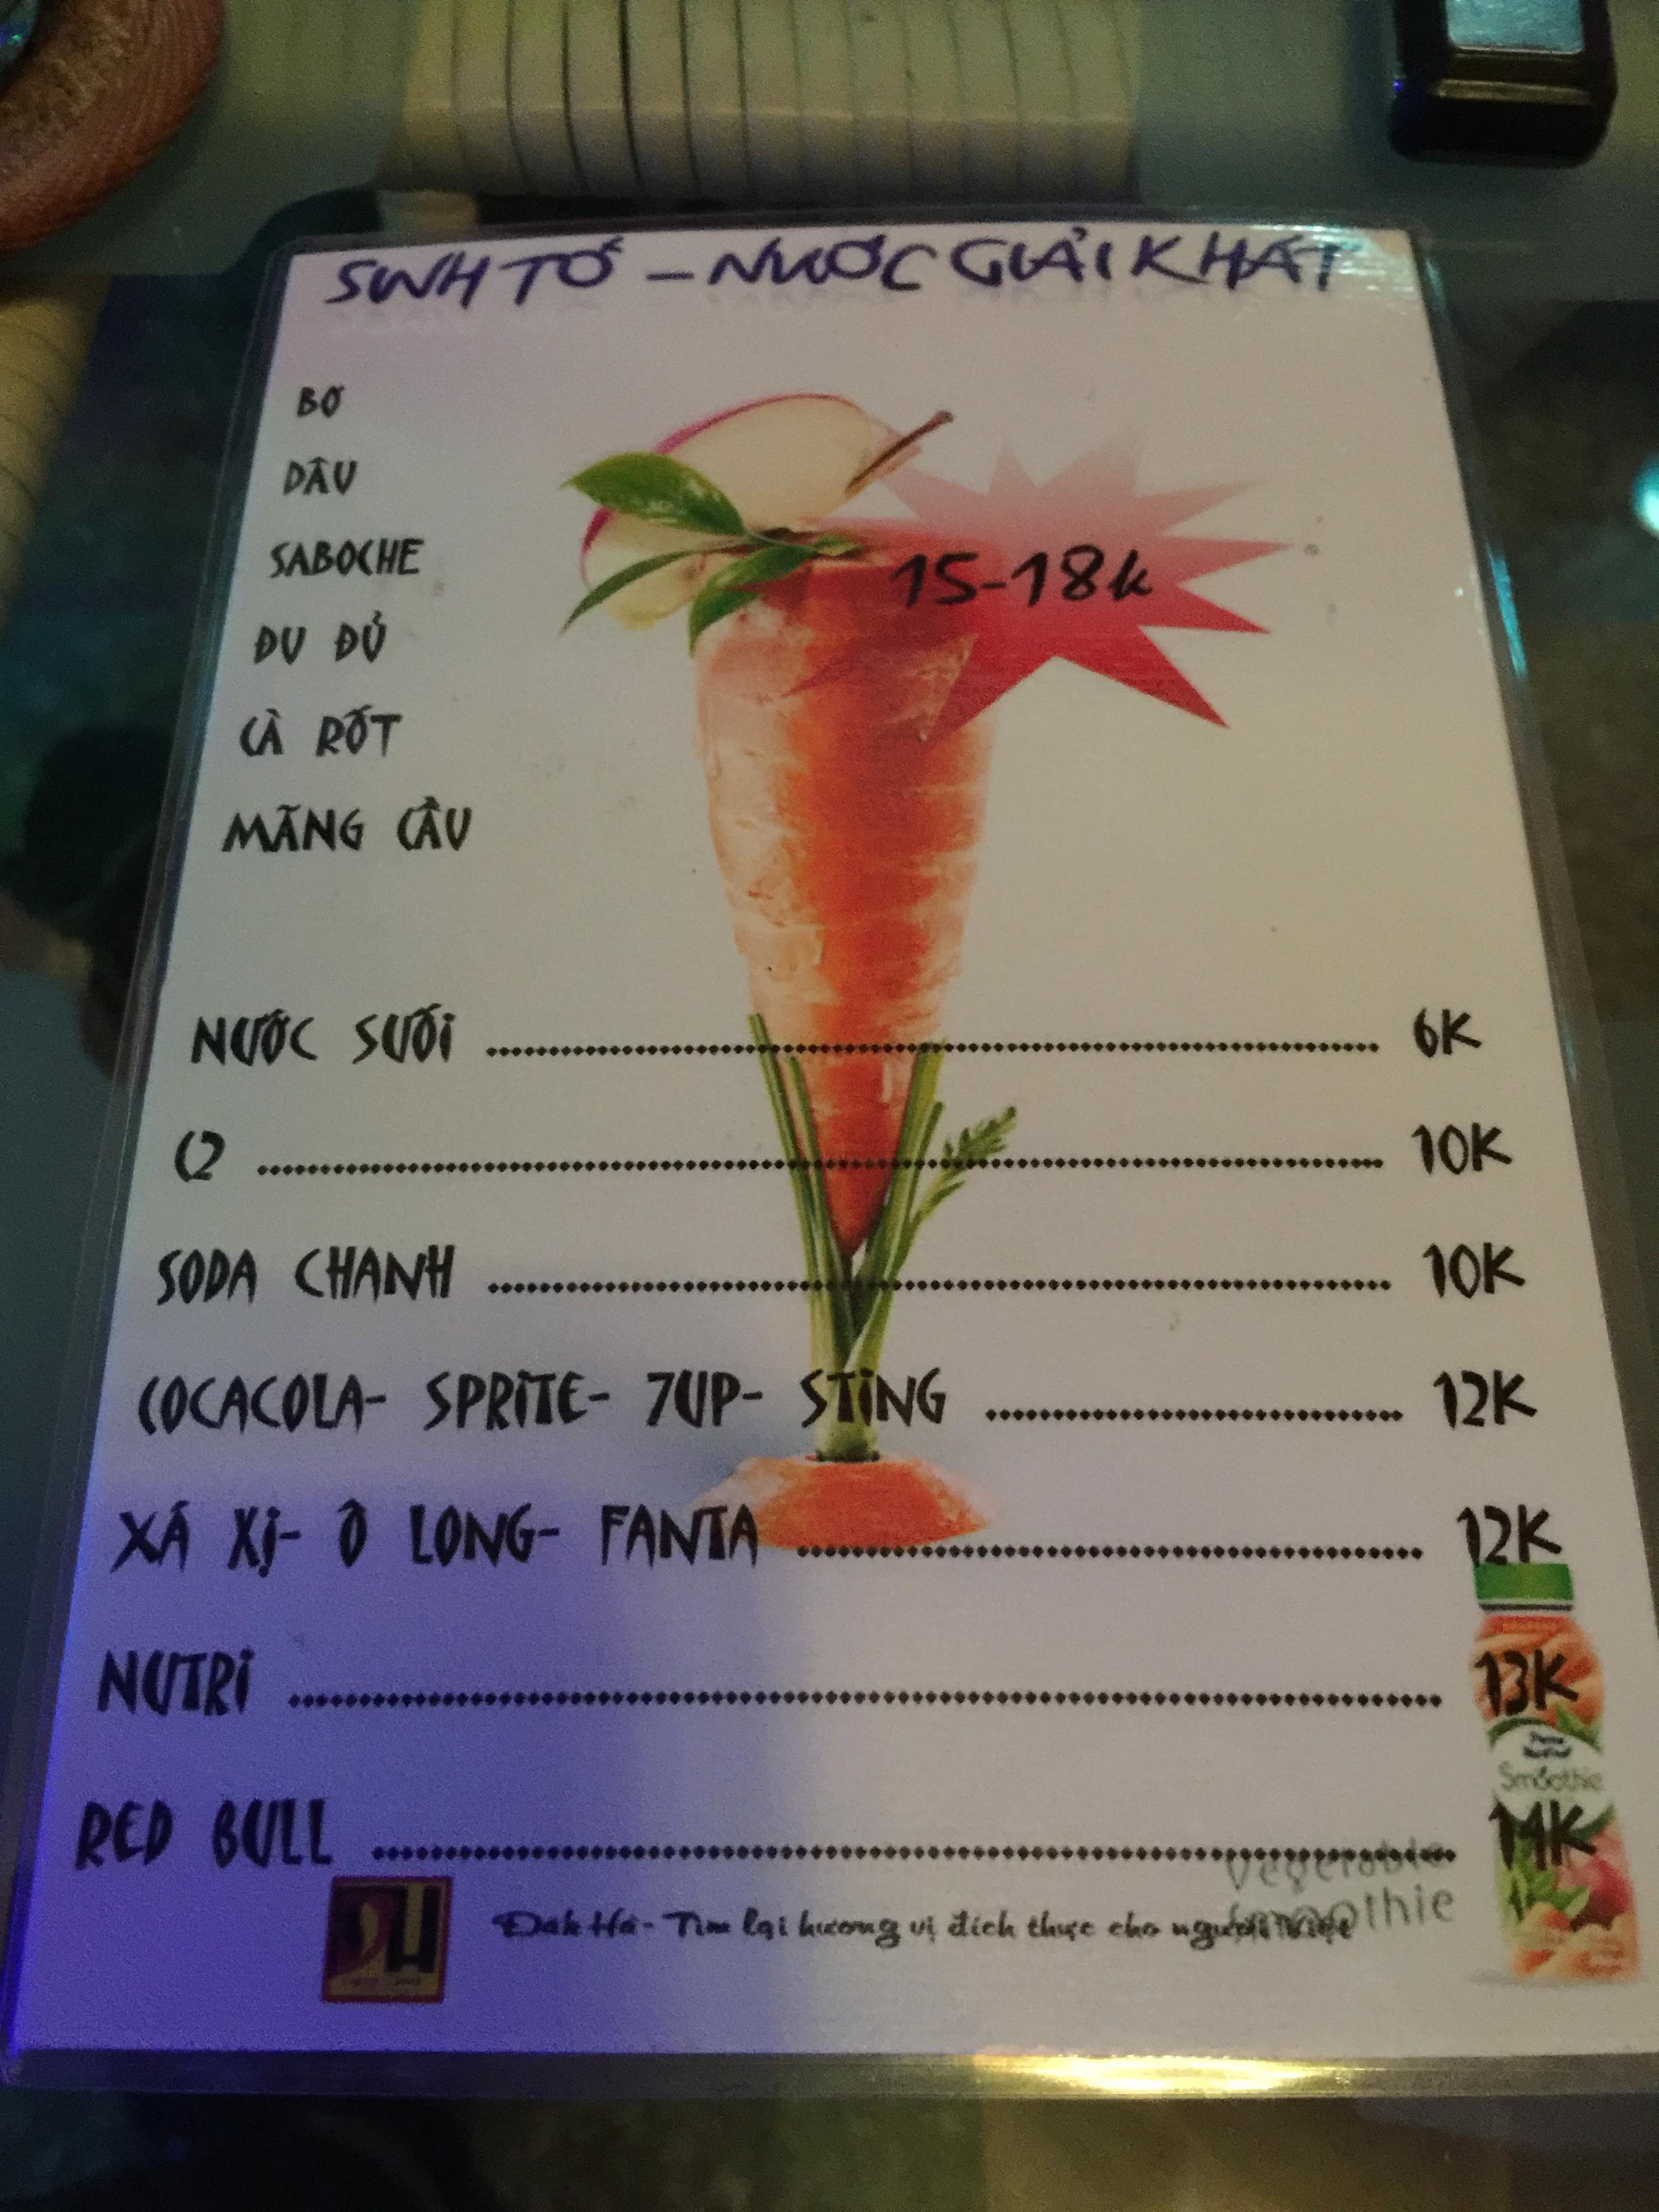 SINH TỐ – NƯỚC GIẢI KHÁT
BƠ
DÂU
SABOCHE
15-18k
ĐU ĐỦ
CÀ RỐT
MÃNG CẦU
NƯỚC SUỐI 6K
C2 10K
SODA CHANH 10K
COCACOLA- SPRITE- 7UP- STING 12K
XÁ XỊ- Ô LONG- FANTA 12K
NUTRI 13K
Smoothie
RED BULL 14K
Vegetable
Smoothie
DH
Đăk Hà- Tìm lại hương vị đích thực cho người Việt